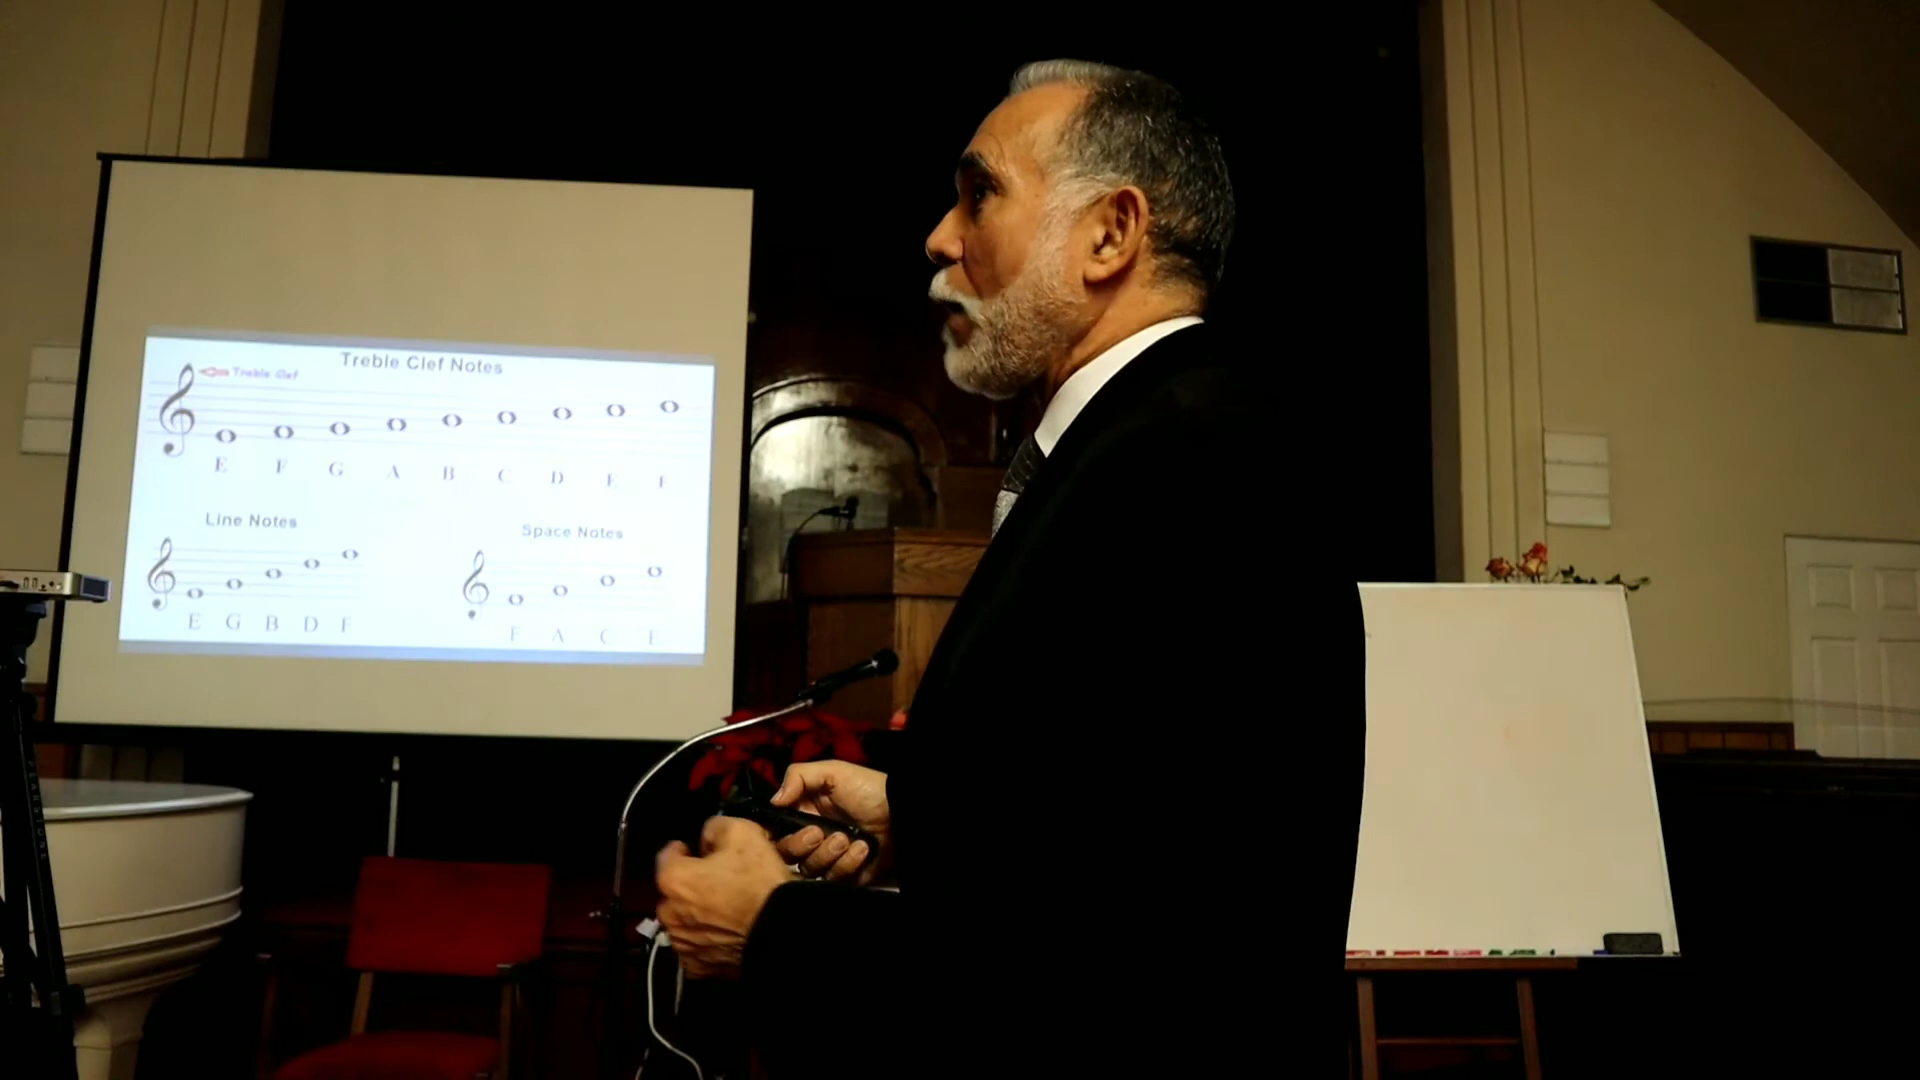 Treble Clef Notes
Treble Clef
E F G A B C D E F
Line Notes
Space Notes
E G B D F
F A C E